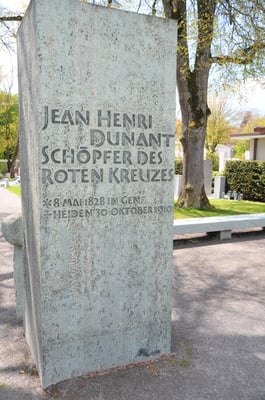 JEAN HENRI
DUNANT
SCHÖPFER DES
ROTEN KREUZES
*8·MAI 1828 IN GENF
+HEIDEN 30·OKTOBER 1910